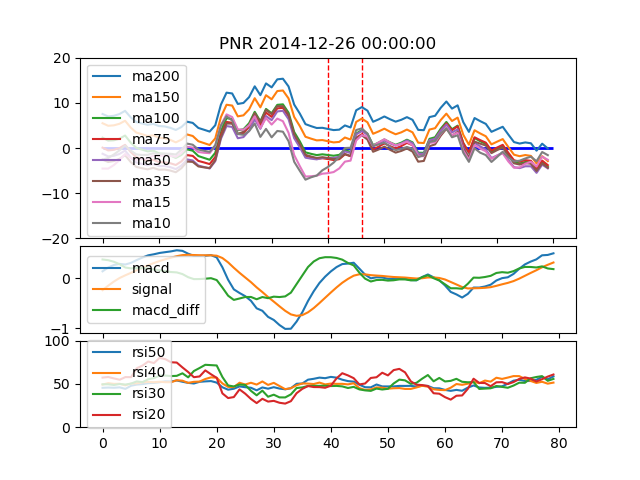 PNR 2014-12-26 00:00:00
20
10
0
−10
−20
ma200
ma150
ma100
ma75
ma50
ma35
ma15
ma10
0
−1
macd
signal
macd_diff
100
50
0
rsi50
rsi40
rsi30
rsi20
0 10 20 30 40 50 60 70 80